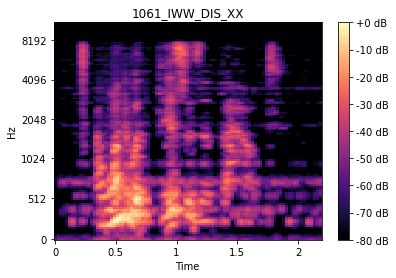 1061_IWW_DIS_XX
8192
4096
2048
1024
512
0
Hz
0
0.5
1
1.5
2
Time
+0 dB
-10 dB
-20 dB
-30 dB
-40 dB
-50 dB
-60 dB
-70 dB
-80 dB